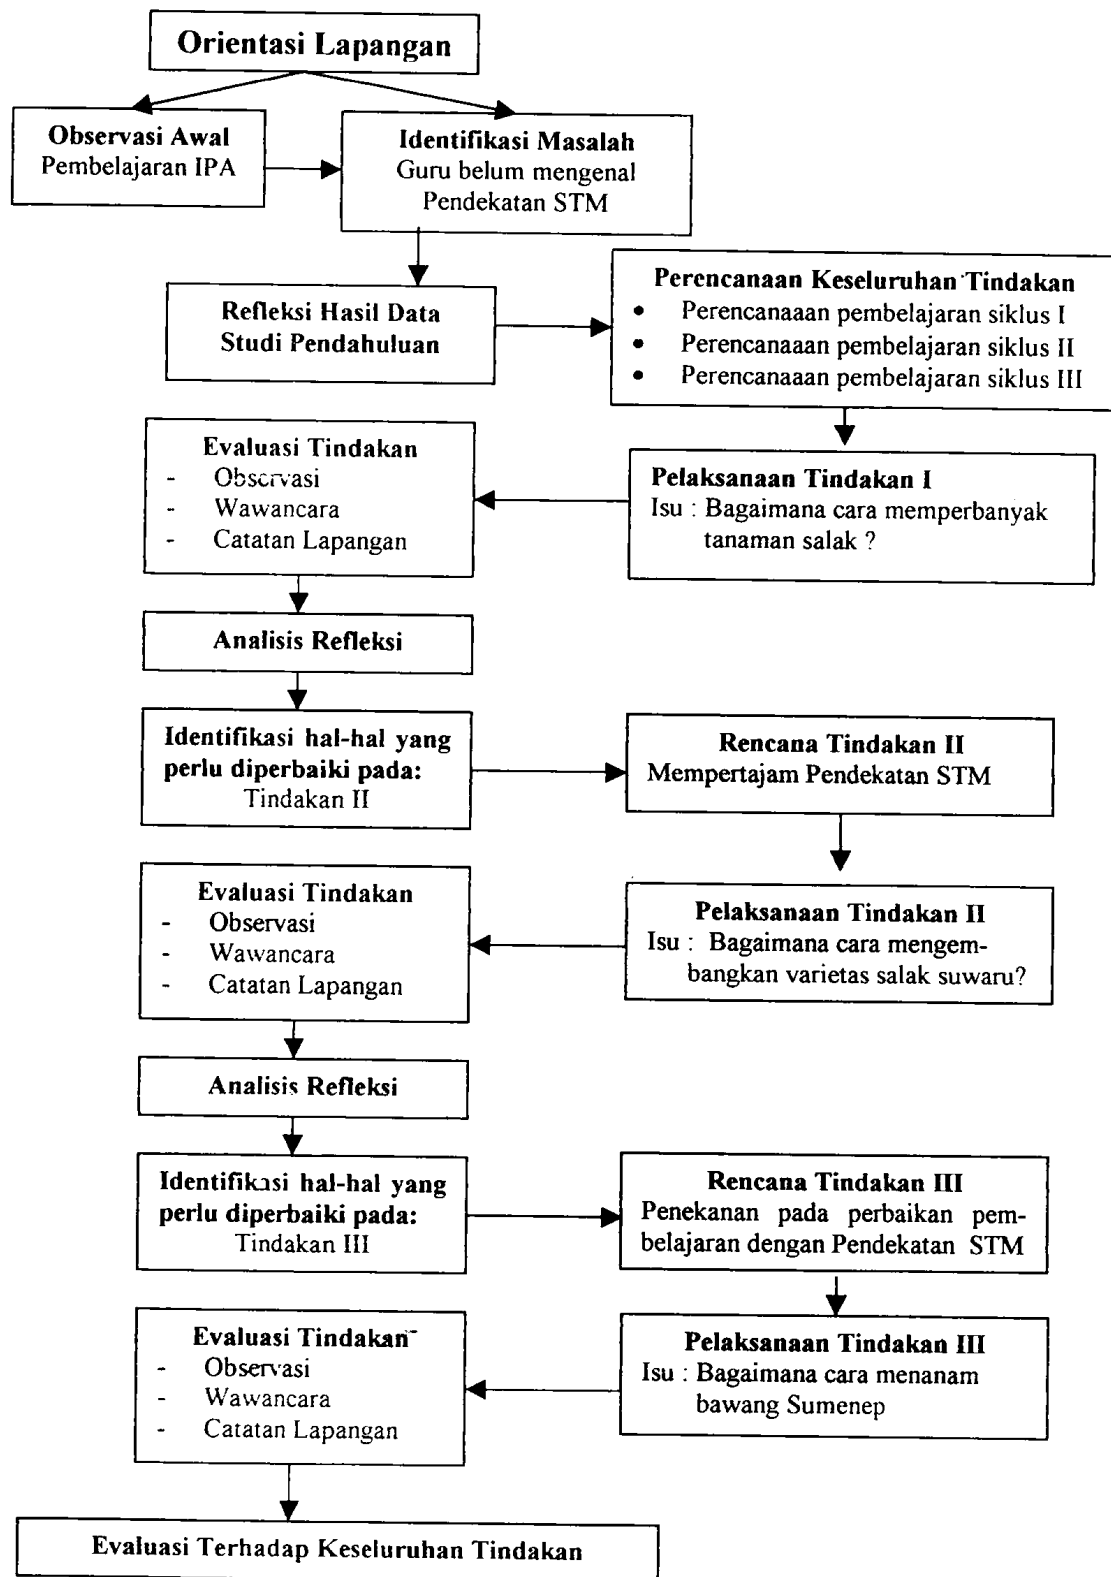 Orientasi Lapangan
Observasi Awal
Pembelajaran IPA
Identifikasi Masalah
Guru belum mengenal
Pendekatan STM
Refleksi Hasil Data
Studi Pendahuluan
Perencanaan Keseluruhan Tindakan
• Perencanaaan pembelajaran siklus I
• Perencanaaan pembelajaran siklus II
• Perencanaaan pembelajaran siklus III
Pelaksanaan Tindakan I
Isu : Bagaimana cara memperbanyak
tanaman salak ?
Evaluasi Tindakan
- Observasi
- Wawancara
- Catatan Lapangan
Analisis Refleksi
Identifikasi hal-hal yang
perlu diperbaiki pada:
Tindakan II
Rencana Tindakan II
Mempertajam Pendekatan STM
Pelaksanaan Tindakan II
Isu : Bagaimana cara mengem-
bangkan varietas salak suwaru?
Evaluasi Tindakan
- Observasi
- Wawancara
- Catatan Lapangan
Analisis Refleksi
Identifikasi hal-hal yang
perlu diperbaiki pada:
Tindakan III
Rencana Tindakan III
Penekanan pada perbaikan pem-
belajaran dengan Pendekatan STM
Pelaksanaan Tindakan III
Isu : Bagaimana cara menanam
bawang Sumenep
Evaluasi Tindakan
- Observasi
- Wawancara
- Catatan Lapangan
Evaluasi Terhadap Keseluruhan Tindakan